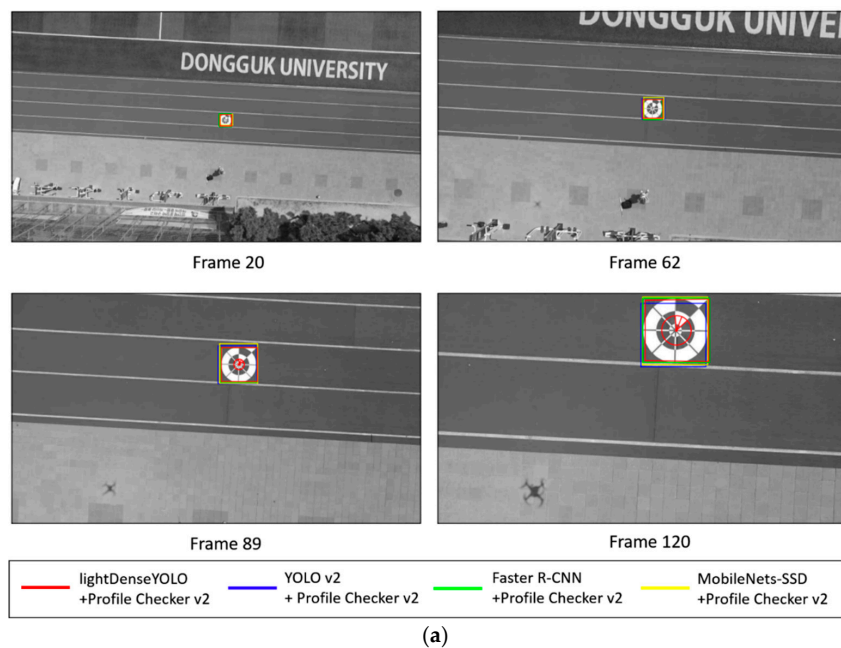 DONGGUK UNIVERSITY
DONGGUK UNIVE
Frame 20
Frame 62
Frame 89
Frame 120
lightDenseYOLO
+Profile Checker v2
YOLO v2
+ Profile Checker v2
Faster R-CNN
+Profile Checker v2
MobileNets-SSD
+Profile Checker v2
(a)